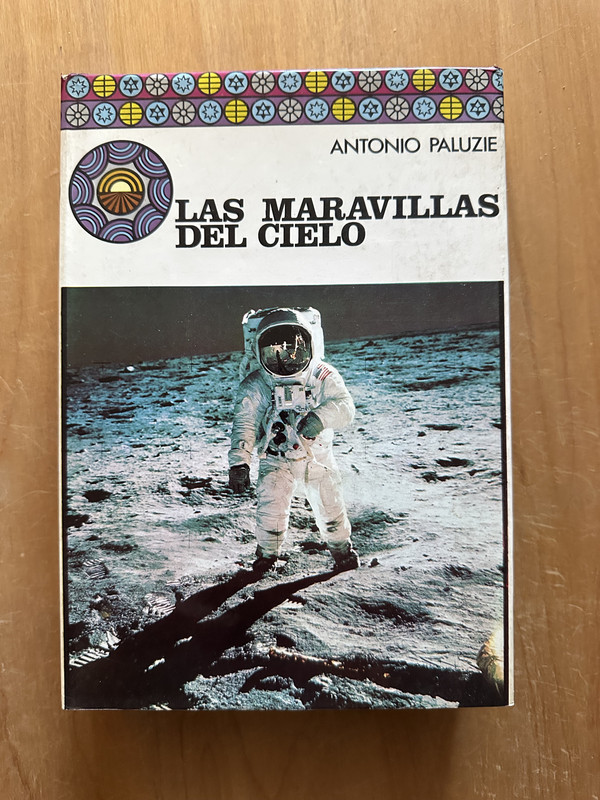 ANTONIO PALUZIE
LAS MARAVILLAS
DEL CIELO